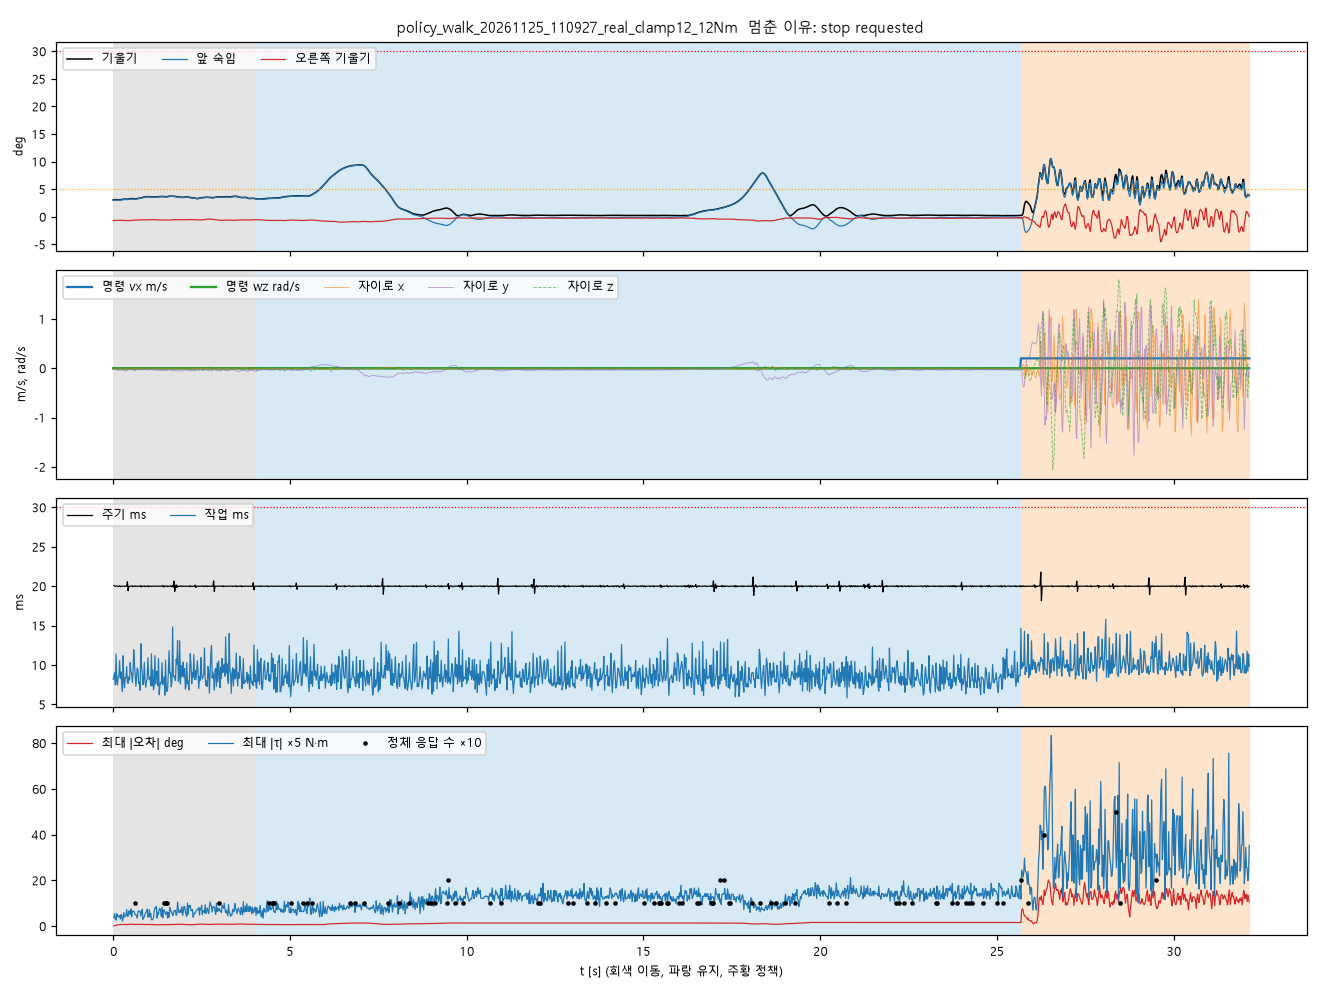 policy_walk_20261125_110927_real_clamp12_12Nm 멈춘 이유: stop requested
기울기 앞 숙임 오른쪽 기울기
30
25
20
15
10
5
0
-5
deg
명령 vx m/s 명령 wz rad/s 자이로 x 자이로 y 자이로 z
1
0
-1
-2
m/s, rad/s
주기 ms 작업 ms
30
25
20
15
10
5
ms
최대 |오차| deg 최대 |τ| ×5 N·m 정체 응답 수 ×10
80
60
40
20
0
0 5 10 15 20 25 30
t [s] (회색 이동, 파랑 유지, 주황 정책)